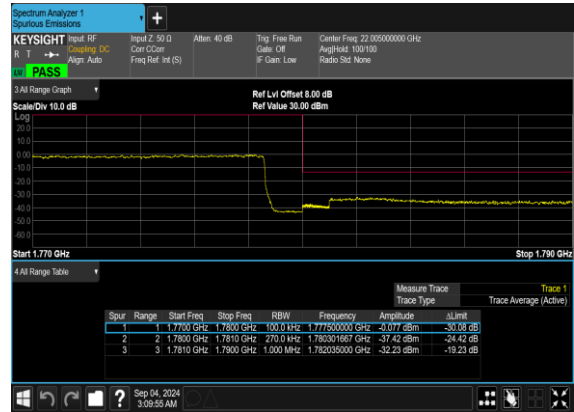 Spectrum Analyzer 1
Spurious Emissions
KEYSIGHT Input: RF Input Z: 50 Ω Atten: 40 dB Trig: Free Run Center Freq: 22.005000000 GHz
R T Coupling: DC Corr CCorr Gate: Off Avg|Hold: 100/100
Align: Auto Freq Ref: Int (S) IF Gain: Low Radio Std: None
PASS
3 All Range Graph
Ref Lvl Offset 8.00 dB
Scale/Div 10.0 dB Ref Value 30.00 dBm
Log
20.0
10.0
0.00
-10.0
-20.0
-30.0
-40.0
-50.0
-60.0
Start 1.770 GHz Stop 1.790 GHz
4 All Range Table
Measure Trace Trace 1
Trace Type Trace Average (Active)
Spur Range Start Freq Stop Freq RBW Frequency Amplitude ΔLimit
1 1 1.7700 GHz 1.7800 GHz 100.0 kHz 1.777500000 GHz -0.077 dBm -30.08 dB
2 2 1.7800 GHz 1.7810 GHz 270.0 kHz 1.780301667 GHz -37.42 dBm -24.42 dB
3 3 1.7810 GHz 1.7900 GHz 1.000 MHz 1.782035000 GHz -32.23 dBm -19.23 dB
Sep 04, 2024
3:09:55 AM